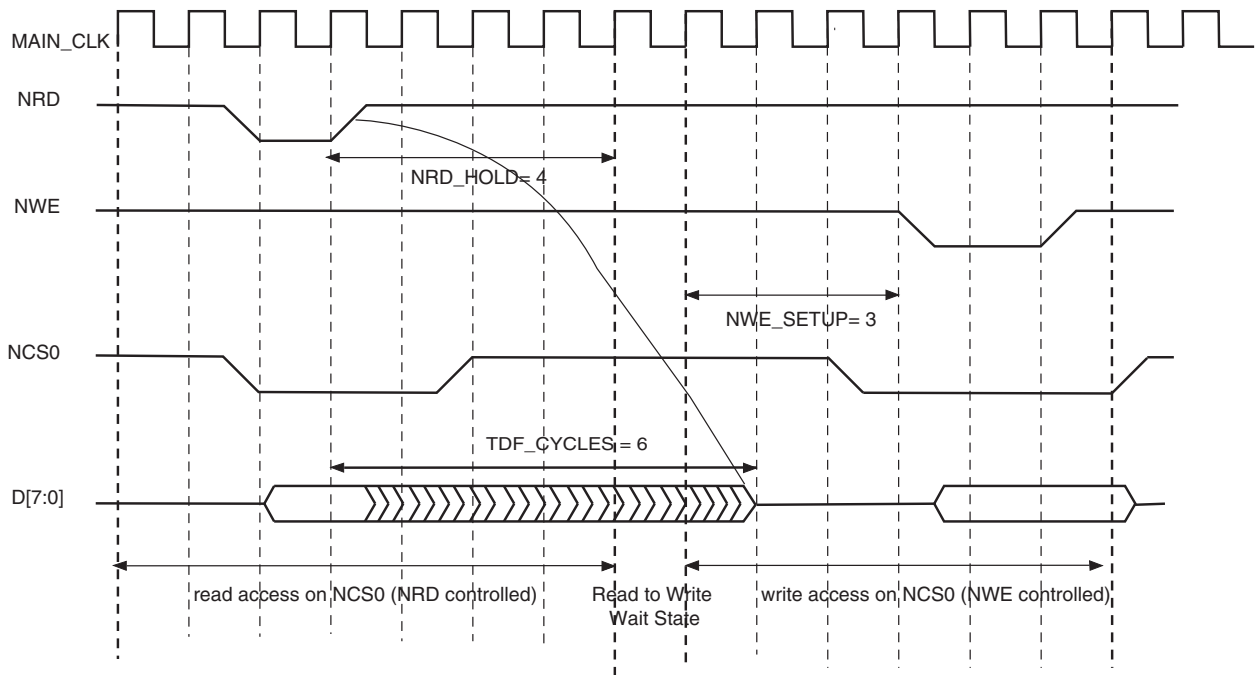 MAIN_CLK
NRD
NRD_HOLD= 4
NWE
NWE_SETUP= 3
NCS0
TDF_CYCLES = 6
D[7:0]
read access on NCS0 (NRD controlled)
Read to Write
Wait State
write access on NCS0 (NWE controlled)